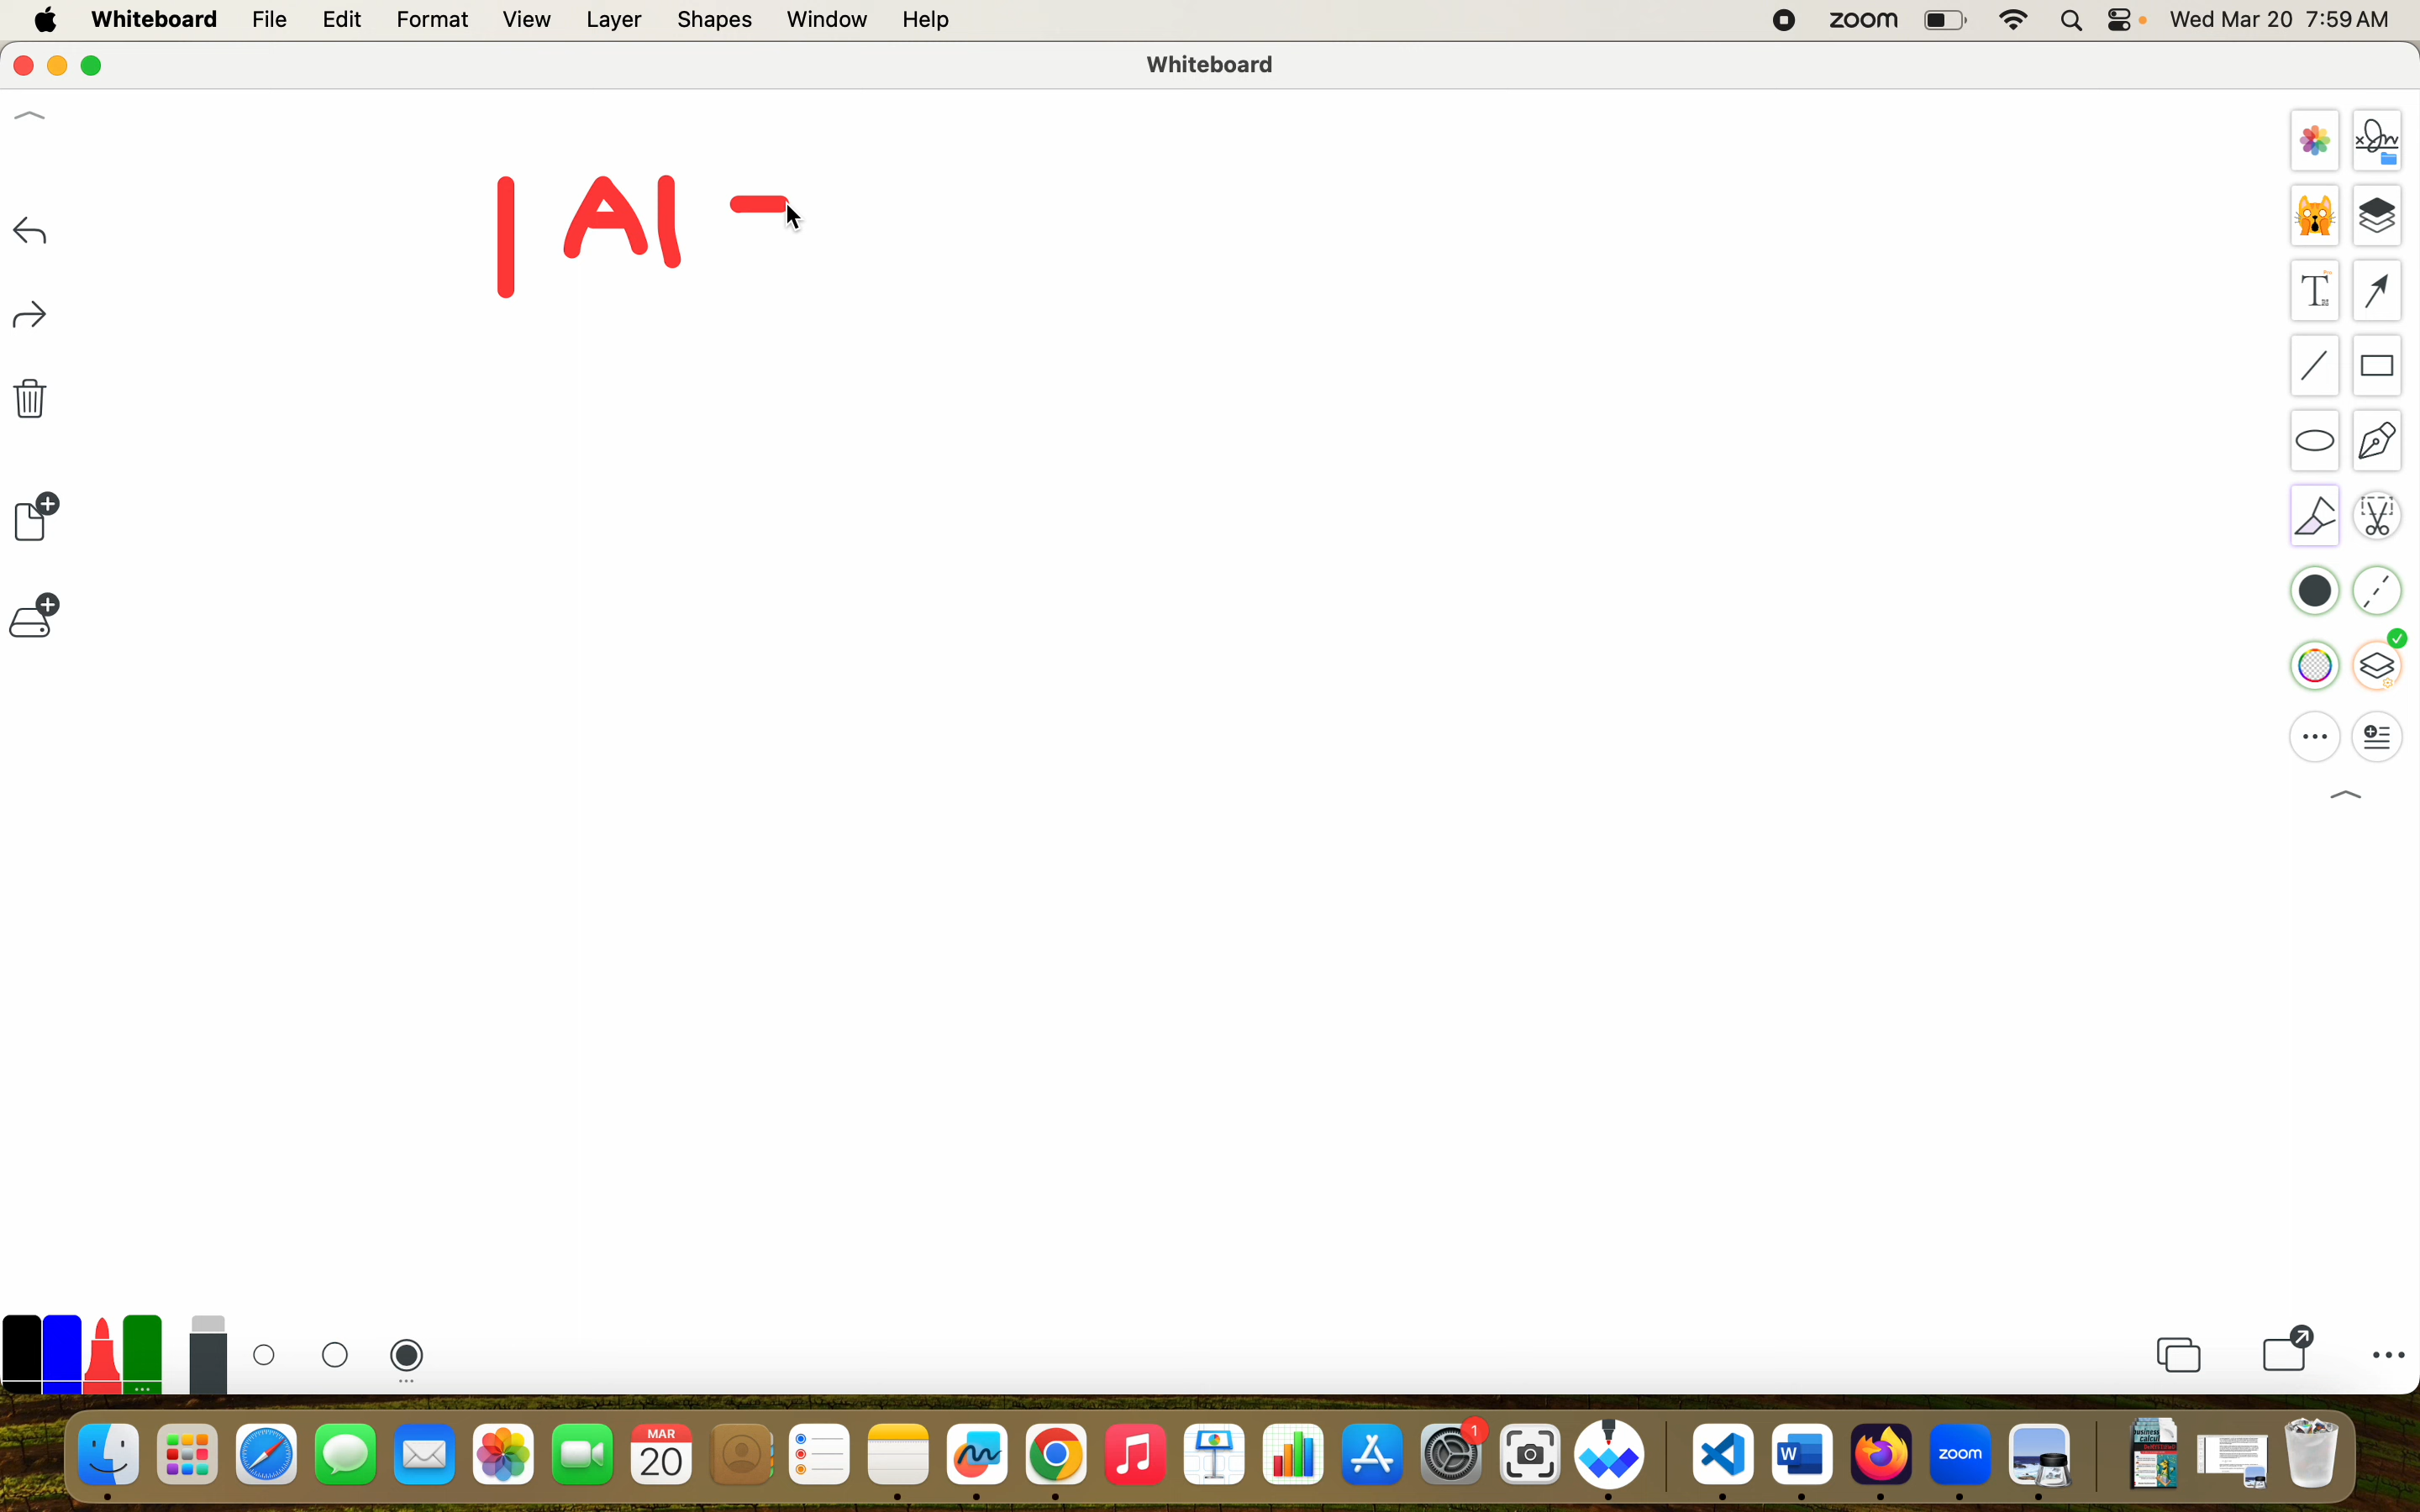 Whiteboard File Edit Format View Layer Shapes Window Help zoom Wed Mar 20 7:59 AM
Whiteboard
| AI -
MAR
20
1
W
zoom